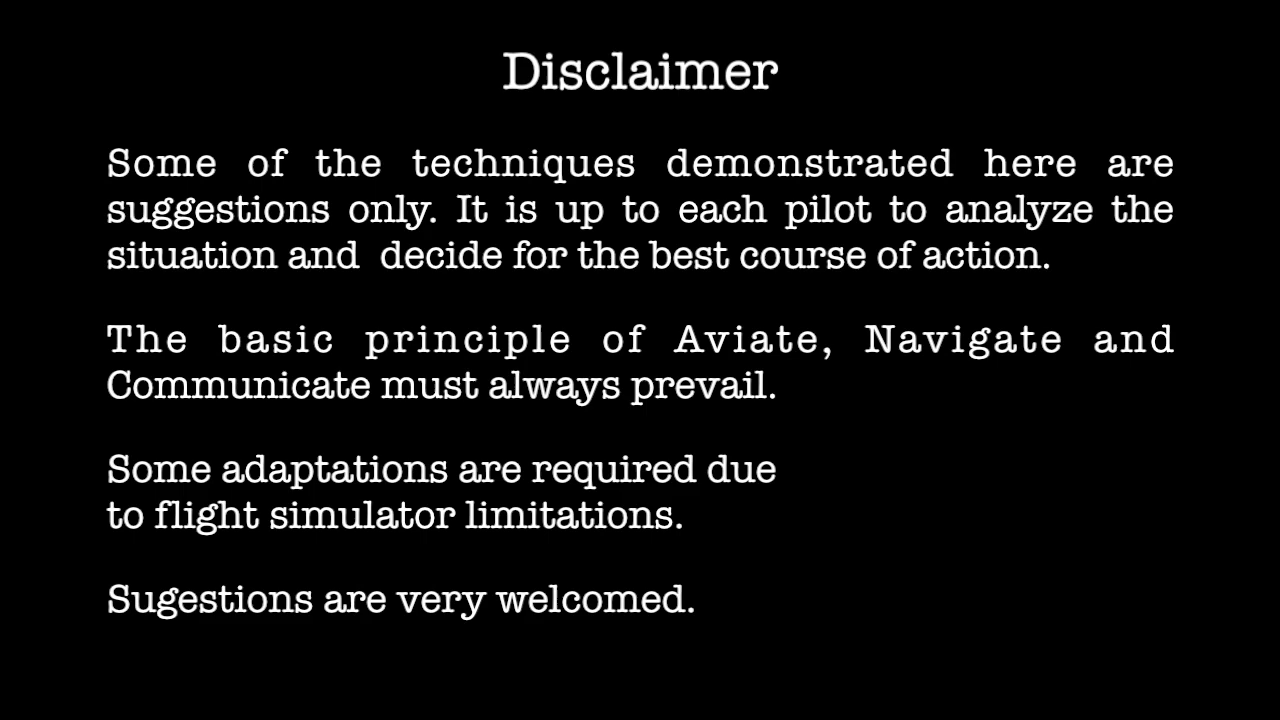 Disclaimer
Some of the techniques demonstrated here are
suggestions only. It is up to each pilot to analyze the
situation and  decide for the best course of action.
The basic principle of Aviate, Navigate and
Communicate must always prevail.
Some adaptations are required due
to flight simulator limitations.
Sugestions are very welcomed.